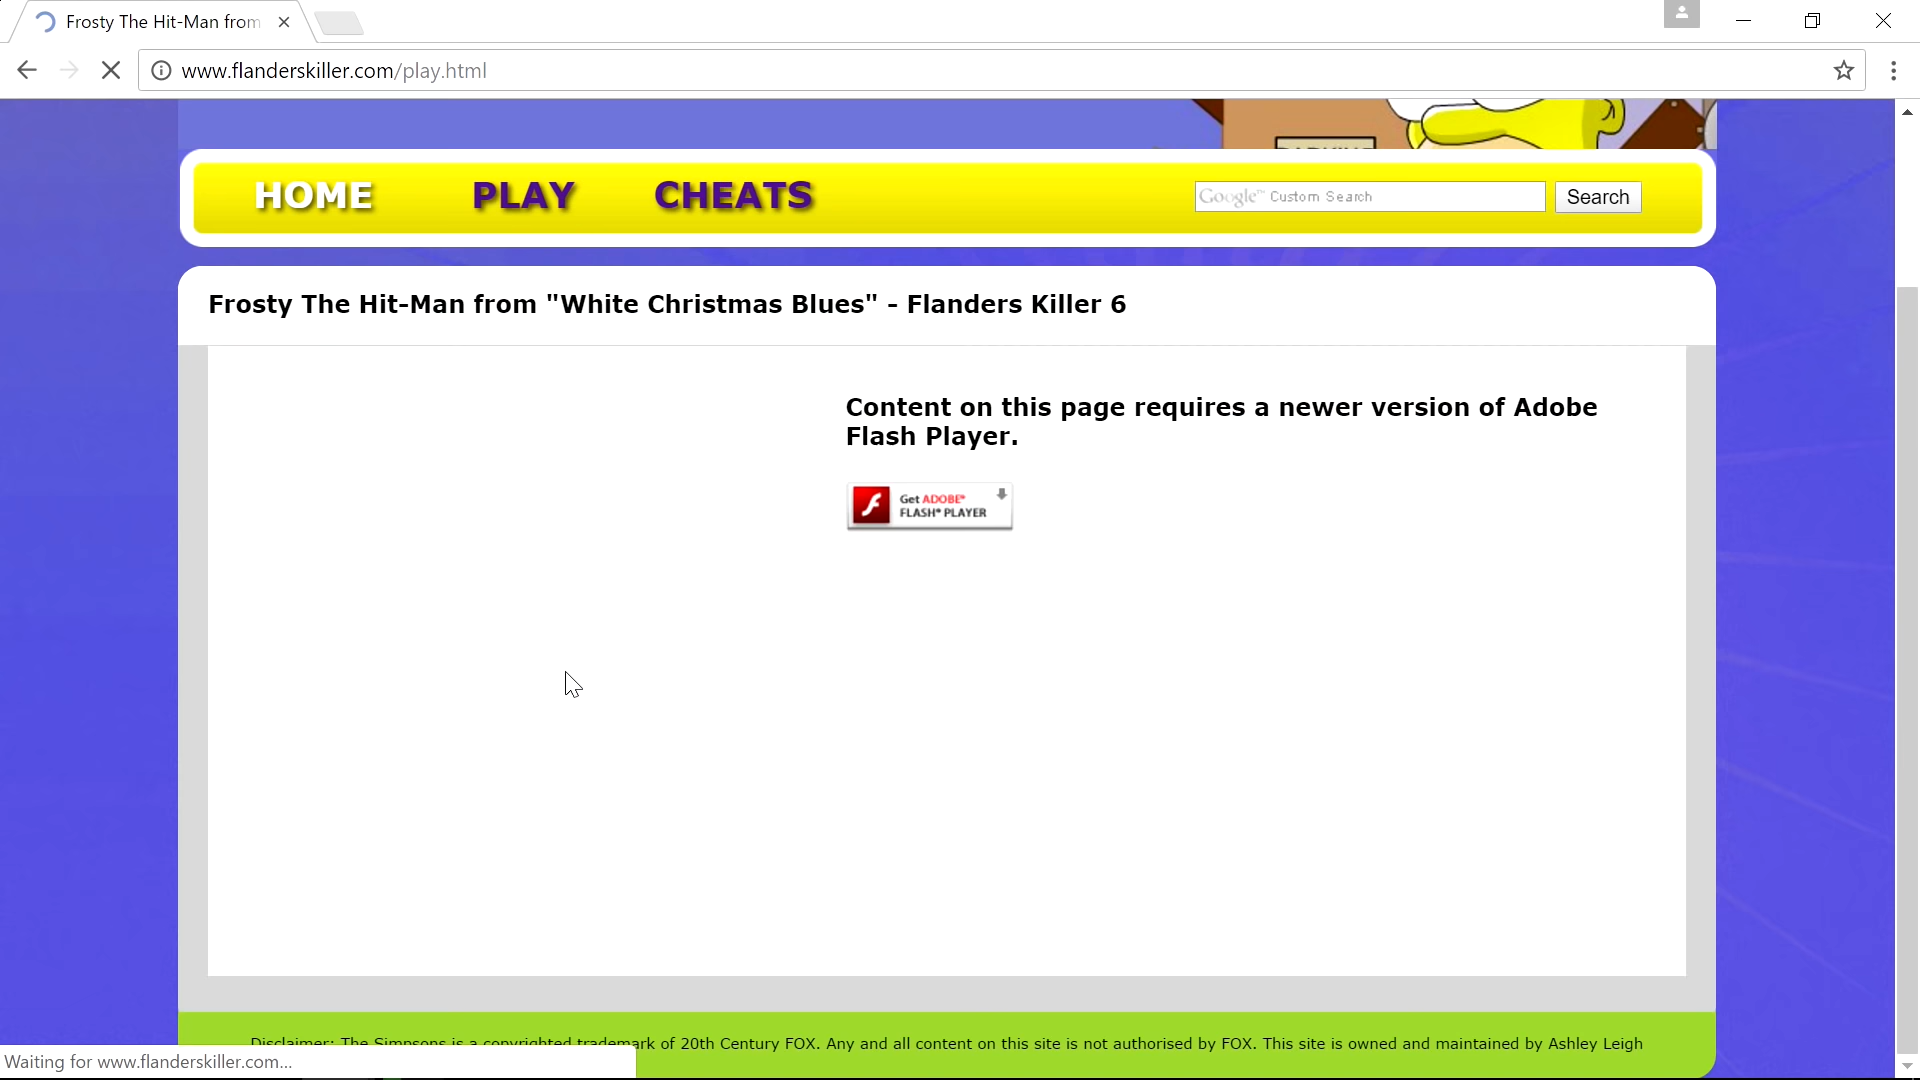 Frosty The Hit-Man from
www.flanderskiller.com/play.html
HOME PLAY CHEATS
Google™ Custom Search
Search
Frosty The Hit-Man from "White Christmas Blues" - Flanders Killer 6
Content on this page requires a newer version of Adobe
Flash Player.
Get ADOBE®
FLASH® PLAYER
Disclaimer: The Simpsons is a copyrighted trademark of 20th Century FOX. Any and all content on this site is not authorised by FOX. This site is owned and maintained by Ashley Leigh
Waiting for www.flanderskiller.com...